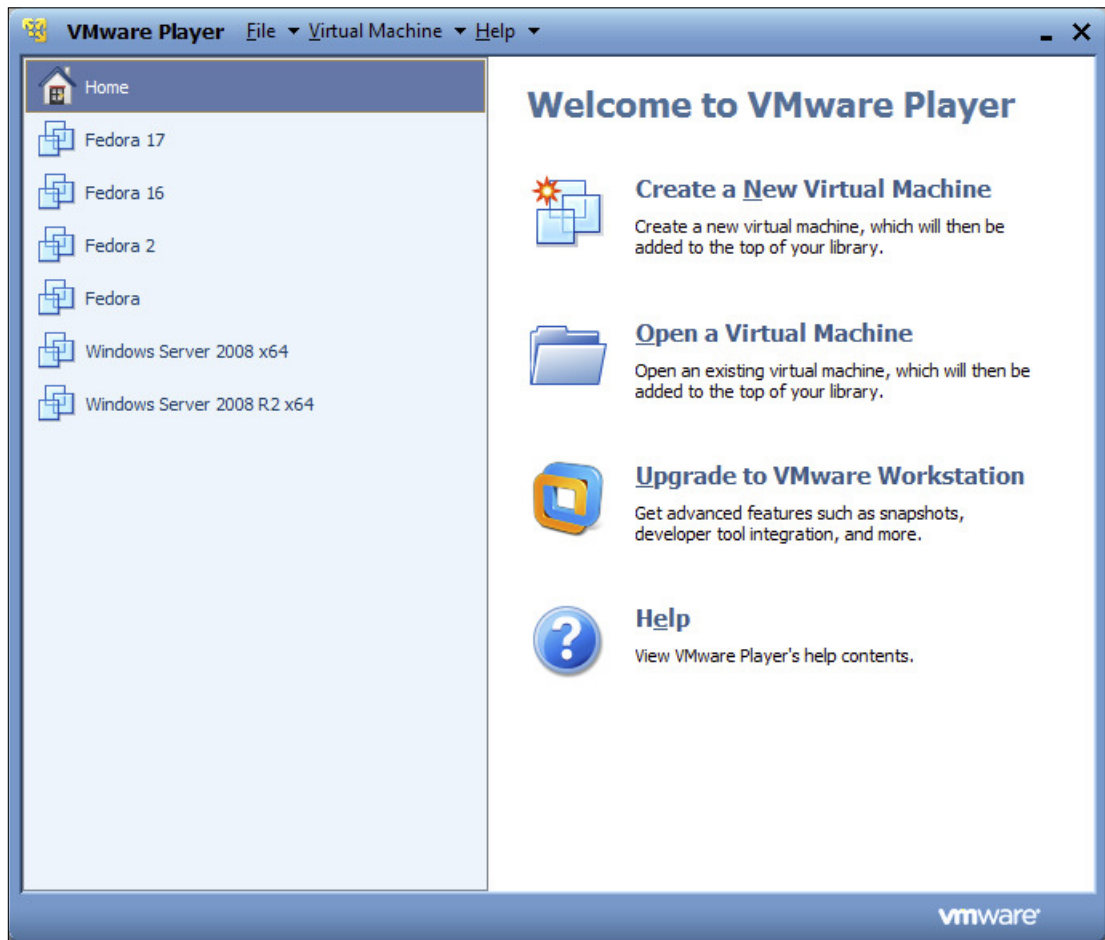 VMware Player File Virtual Machine Help
Home
Fedora 17
Fedora 16
Fedora 2
Fedora
Windows Server 2008 x64
Windows Server 2008 R2 x64
Welcome to VMware Player
Create a New Virtual Machine
Create a new virtual machine, which will then be
added to the top of your library.
Open a Virtual Machine
Open an existing virtual machine, which will then be
added to the top of your library.
Upgrade to VMware Workstation
Get advanced features such as snapshots,
developer tool integration, and more.
Help
View VMware Player's help contents.
vmware